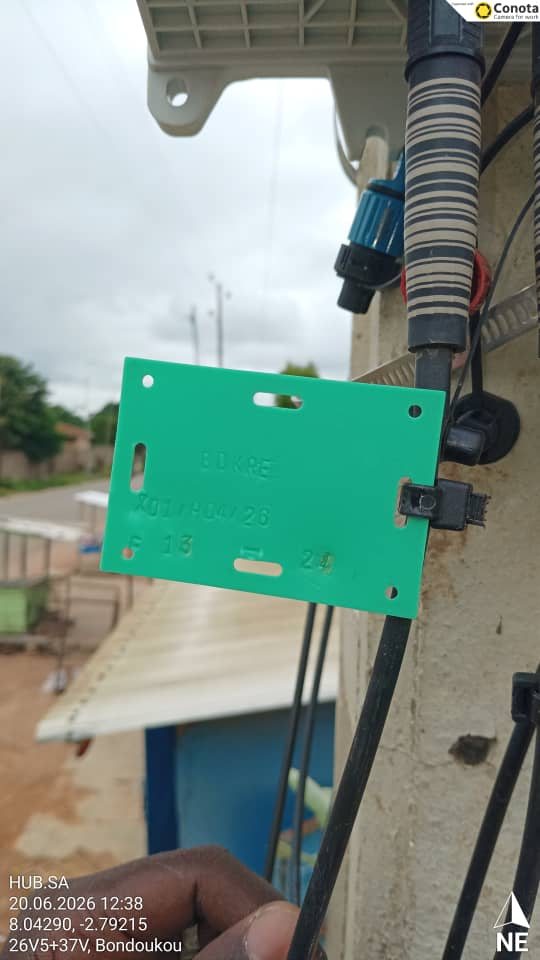 Conota
Camera for work
BDKRE
X01/H04/26
F 13 24
HUB.SA
20.06.2026 12:38
8.04290, -2.79215
26V5+37V, Bondoukou
NE